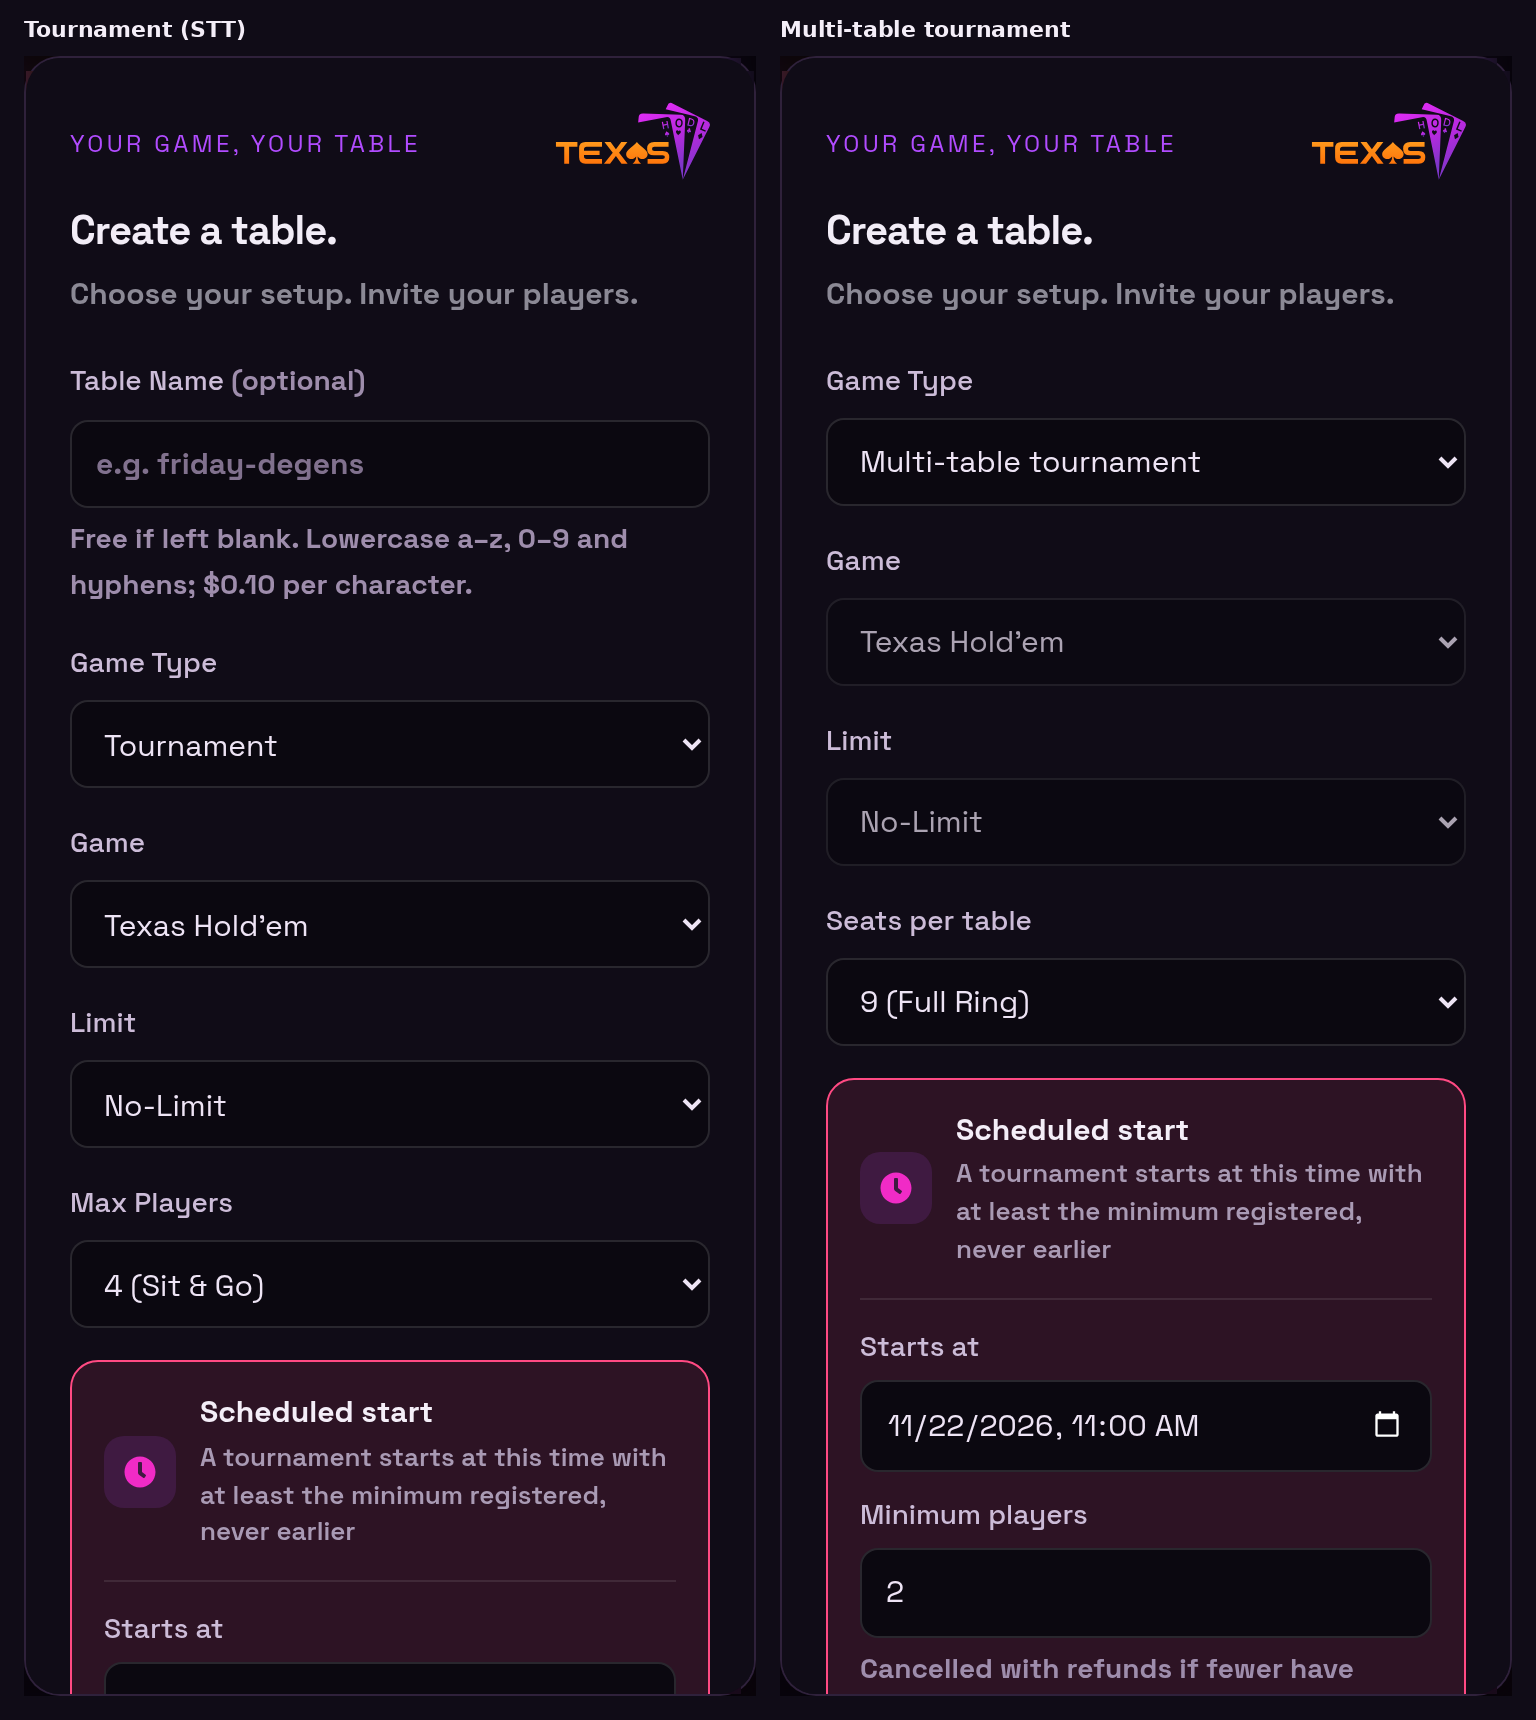 Tournament (STT)
YOUR GAME, YOUR TABLE
TEXAS
HODL
Create a table.
Choose your setup. Invite your players.
Table Name (optional)
e.g. friday-degens
Free if left blank. Lowercase a–z, 0–9 and
hyphens; $0.10 per character.
Game Type
Tournament
Game
Texas Hold’em
Limit
No-Limit
Max Players
4 (Sit & Go)
Scheduled start
A tournament starts at this time with
at least the minimum registered,
never earlier
Starts at
Multi-table tournament
YOUR GAME, YOUR TABLE
TEXAS
HODL
Create a table.
Choose your setup. Invite your players.
Game Type
Multi-table tournament
Game
Texas Hold’em
Limit
No-Limit
Seats per table
9 (Full Ring)
Scheduled start
A tournament starts at this time with
at least the minimum registered,
never earlier
Starts at
11/22/2026, 11:00 AM
Minimum players
2
Cancelled with refunds if fewer have